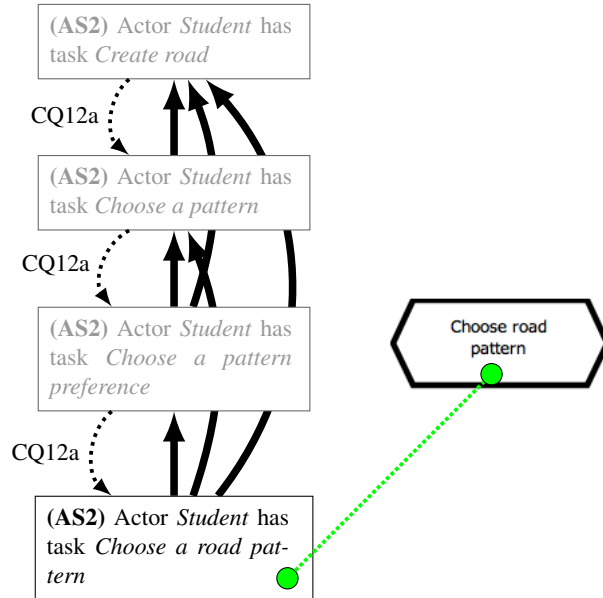 (AS2) Actor Student has
task Create road
CQ12a
(AS2) Actor Student has
task Choose a pattern
CQ12a
(AS2) Actor Student has
task Choose a pattern
preference
Choose road
pattern
CQ12a
(AS2) Actor Student has
task Choose a road pat-
tern